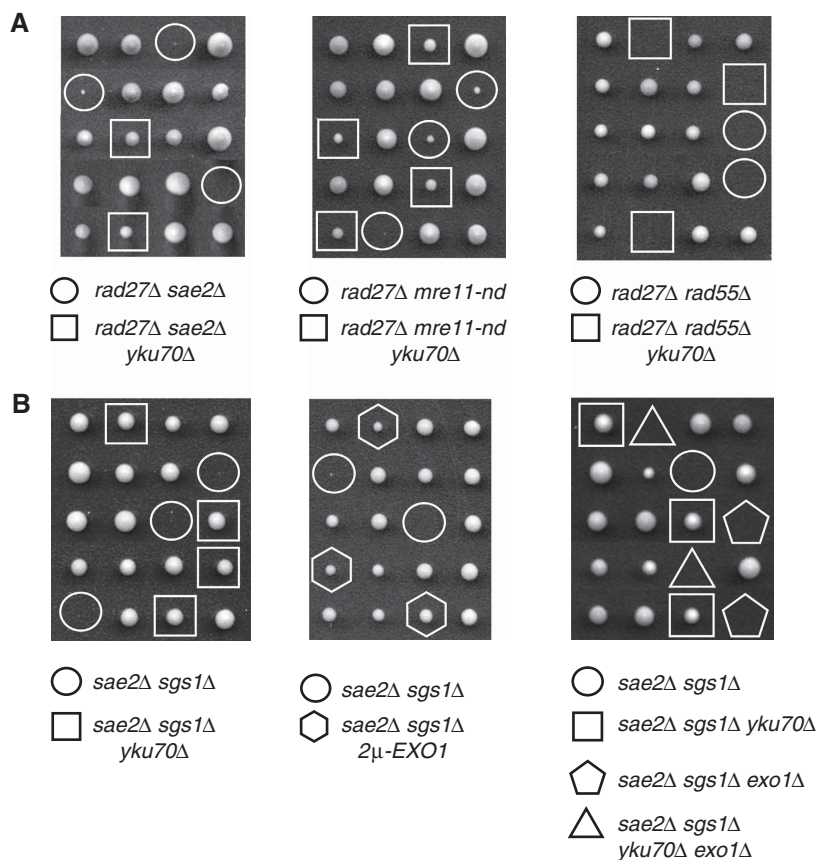 A
rad27Δ sae2Δ
rad27Δ sae2Δ
yku70Δ
rad27Δ mre11-nd
rad27Δ mre11-nd
yku70Δ
rad27Δ rad55Δ
rad27Δ rad55Δ
yku70Δ
B
sae2Δ sgs1Δ
sae2Δ sgs1Δ
yku70Δ
sae2Δ sgs1Δ
sae2Δ sgs1Δ
2μ-EXO1
sae2Δ sgs1Δ
sae2Δ sgs1Δ yku70Δ
sae2Δ sgs1Δ exo1Δ
sae2Δ sgs1Δ
yku70Δ exo1Δ